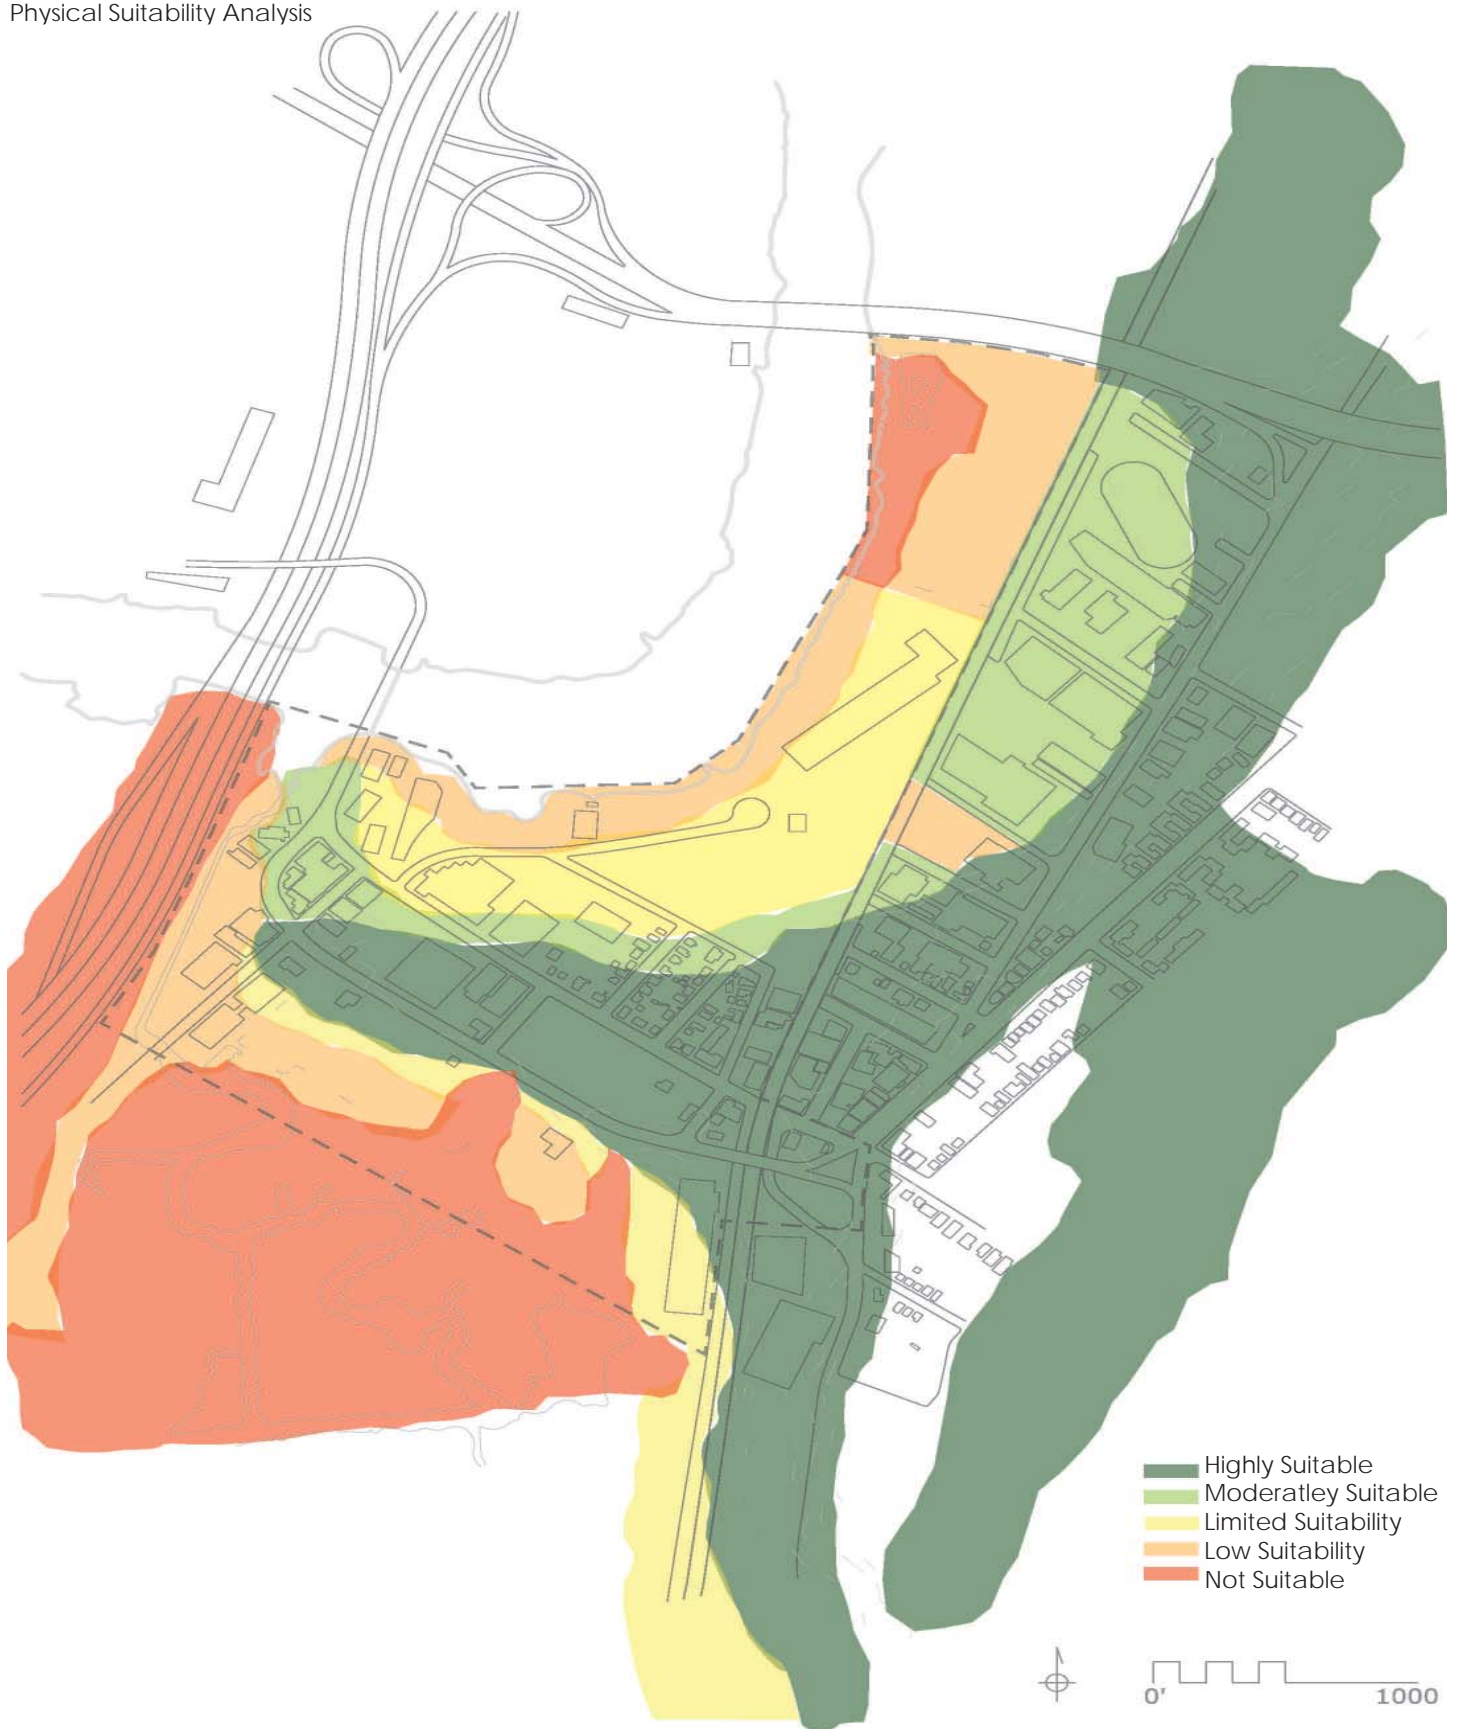 Physical Suitability Analysis
Highly Suitable
Moderatley Suitable
Limited Suitability
Low Suitability
Not Suitable
0' 1000